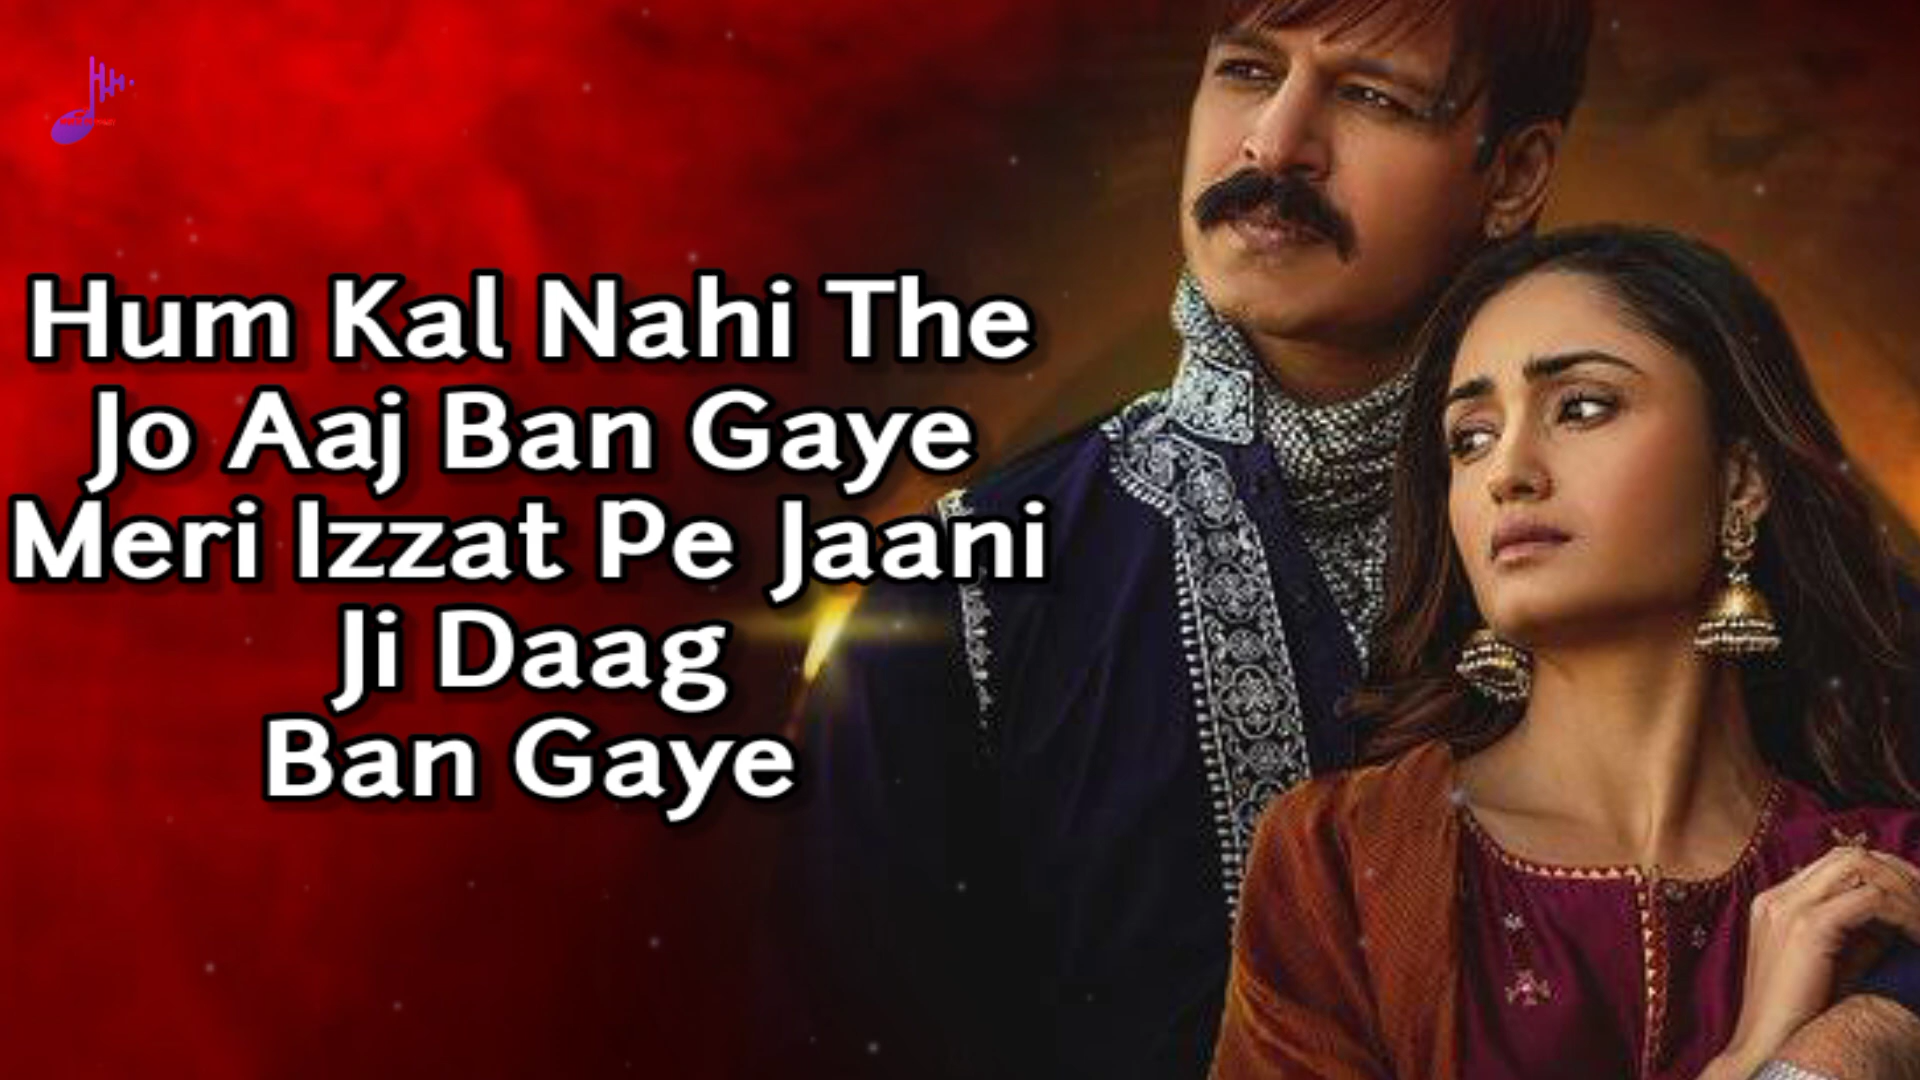 Hum Kal Nahi The
Jo Aaj Ban Gaye
Meri Izzat Pe Jaani
Ji Daag
Ban Gaye